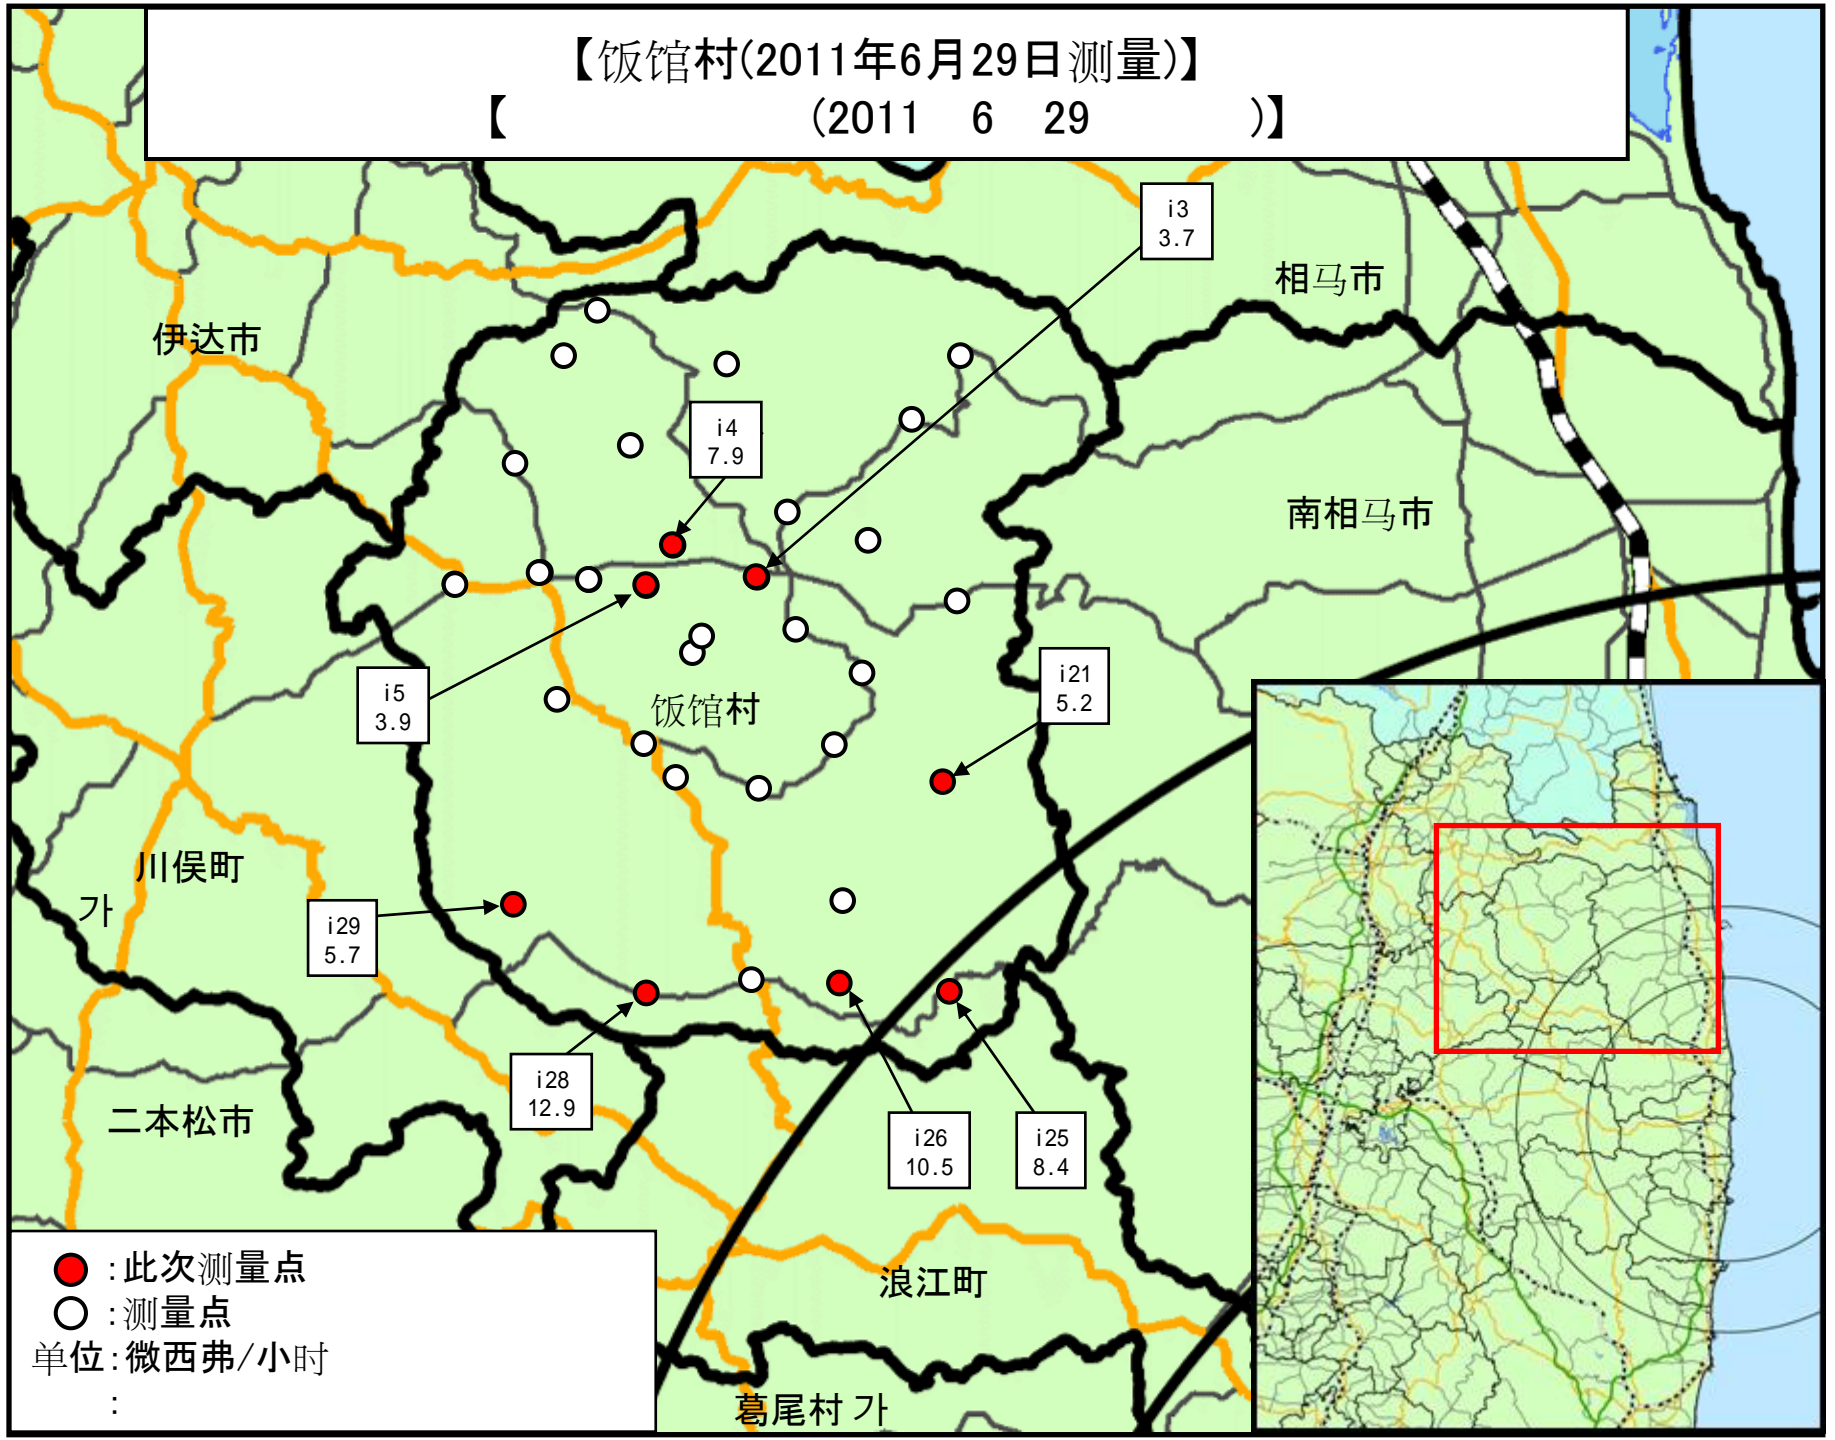 【饭馆村(2011年6月29日测量)】
【 (2011 6 29 )】
i3
3.7
相马市
伊达市
i4
7.9
南相马市
i5
3.9
饭馆村
i21
5.2
川俣町
가
i29
5.7
i28
12.9
二本松市
i26
10.5
i25
8.4
浪江町
葛尾村 가
:此次测量点
:测量点
单位:微西弗/小时
: